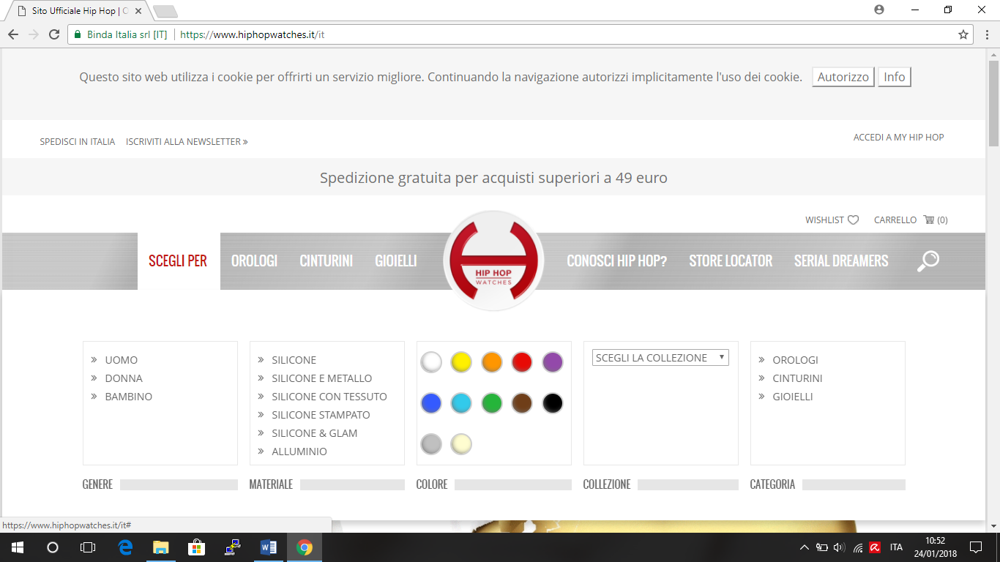 Sito Ufficiale Hip Hop | O
Binda Italia srl [IT] https://www.hiphopwatches.it/it
Questo sito web utilizza i cookie per offrirti un servizio migliore. Continuando la navigazione autorizzi implicitamente l'uso dei cookie. Autorizzo Info
SPEDISCI IN ITALIA ISCRIVITI ALLA NEWSLETTER » ACCEDI A MY HIP HOP
Spedizione gratuita per acquisti superiori a 49 euro
WISHLIST CARRELLO (0)
SCEGLI PER OROLOGI CINTURINI GIOIELLI CONOSCI HIP HOP? STORE LOCATOR SERIAL DREAMERS
HIP HOP
WATCHES
» UOMO
» DONNA
» BAMBINO
GENERE
» SILICONE
» SILICONE E METALLO
» SILICONE CON TESSUTO
» SILICONE STAMPATO
» SILICONE & GLAM
» ALLUMINIO
MATERIALE
COLORE
SCEGLI LA COLLEZIONE
COLLEZIONE
» OROLOGI
» CINTURINI
» GIOIELLI
CATEGORIA
https://www.hiphopwatches.it/it#
ITA
10:52
24/01/2018